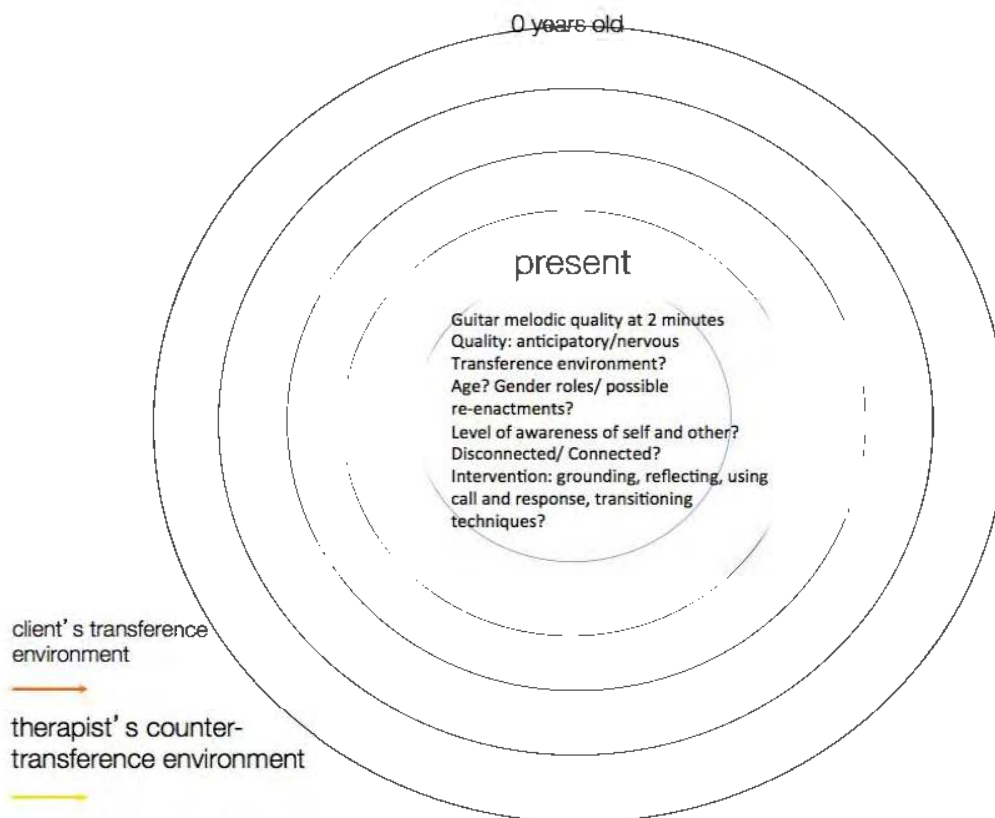 0 years old
present
Guitar melodic quality at 2 minutes
Quality: anticipatory/nervous
Transference environment?
Age? Gender roles/ possible
re-enactments?
Level of awareness of self and other?
Disconnected/ Connected?
Intervention: grounding, reflecting, using
call and response, transitioning
techniques?
client's transference
environment
therapist's counter-
transference environment